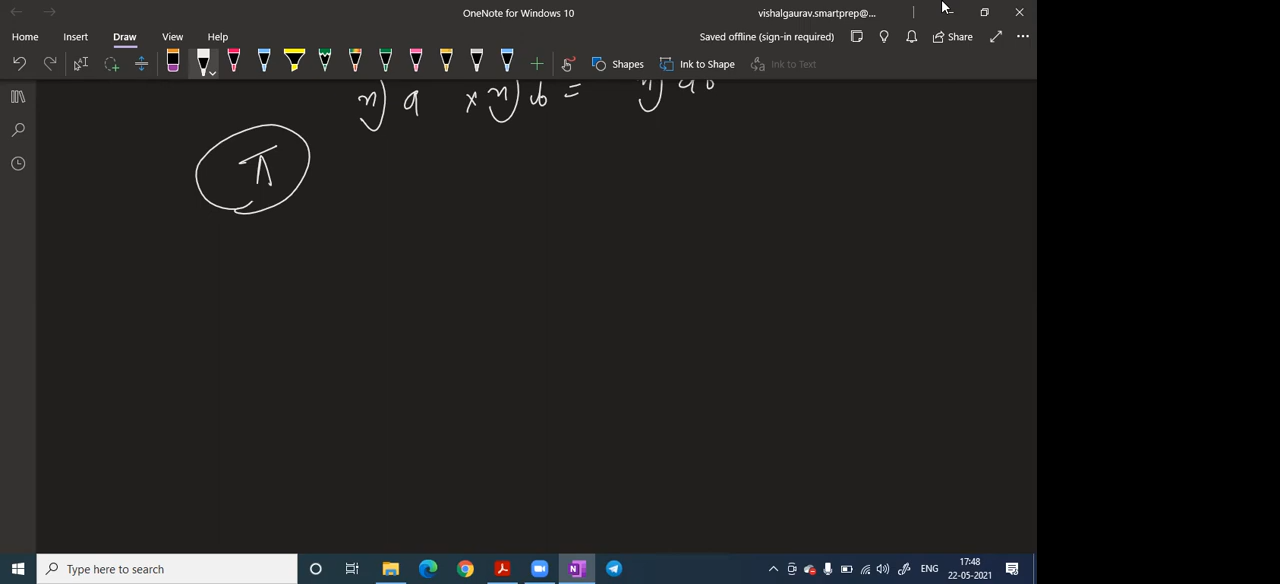 OneNote for Windows 10
vishalgaurav.smartprep@...
Home Insert Draw View Help
Saved offline (sign-in required) Share
Shapes Ink to Shape Ink to Text
n) a × n) b = n) ab
π
Type here to search
ENG
17:48
22-05-2021